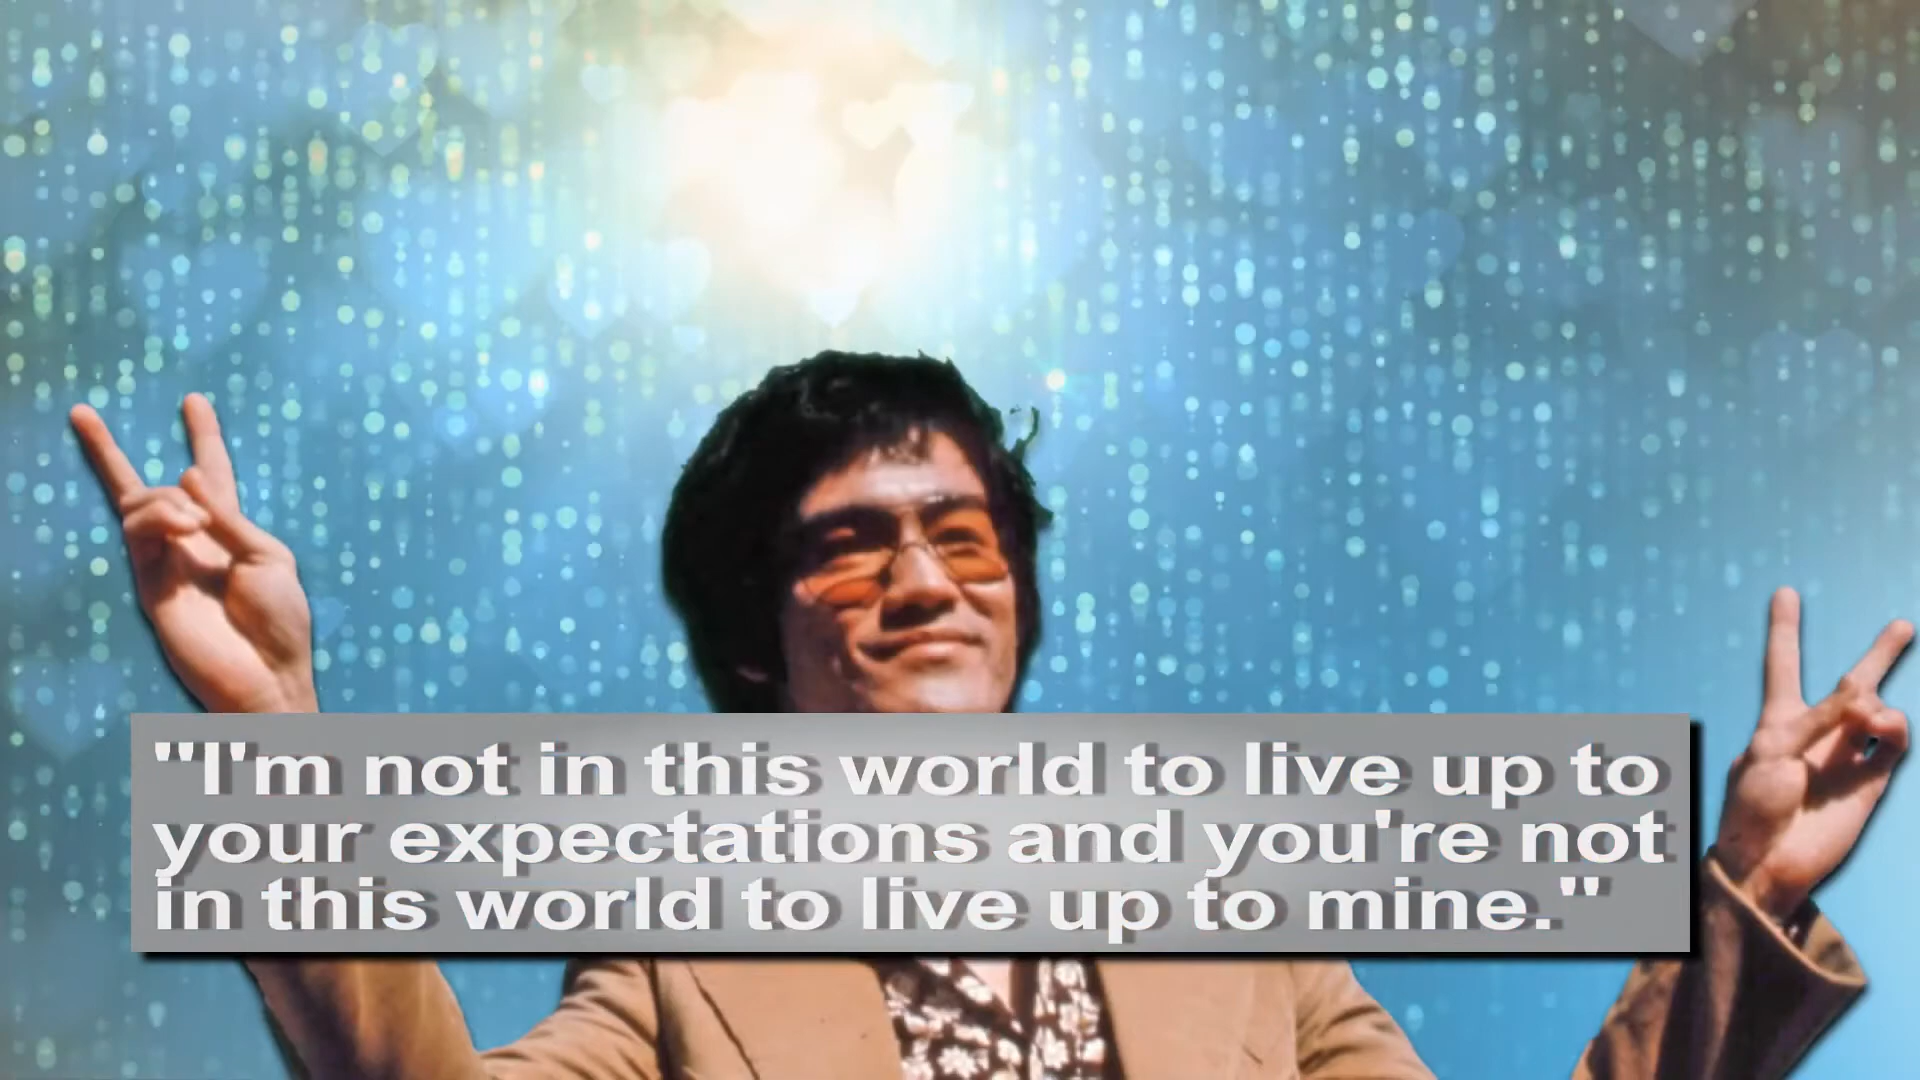 "I'm not in this world to live up to
your expectations and you're not
in this world to live up to mine."